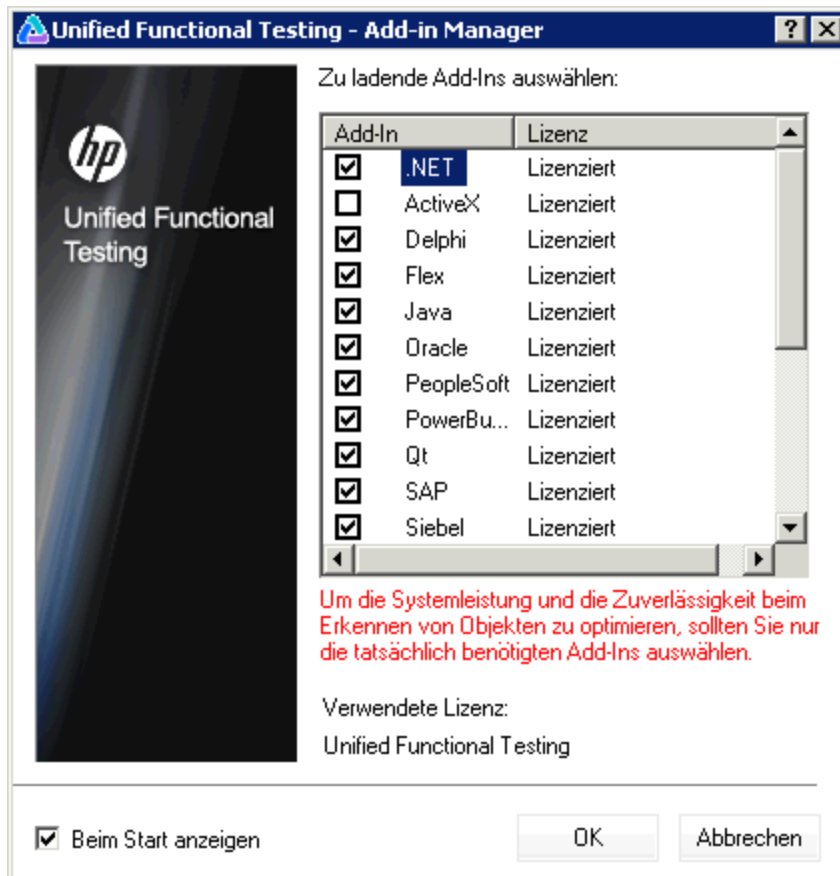 Unified Functional Testing - Add-in Manager
hp
Unified Functional
Testing
Zu ladende Add-Ins auswählen:
Add-In Lizenz
.NET Lizenziert
ActiveX Lizenziert
Delphi Lizenziert
Flex Lizenziert
Java Lizenziert
Oracle Lizenziert
PeopleSoft Lizenziert
PowerBu... Lizenziert
Qt Lizenziert
SAP Lizenziert
Siebel Lizenziert
Um die Systemleistung und die Zuverlässigkeit beim
Erkennen von Objekten zu optimieren, sollten Sie nur
die tatsächlich benötigten Add-Ins auswählen.
Verwendete Lizenz:
Unified Functional Testing
Beim Start anzeigen
OK
Abbrechen